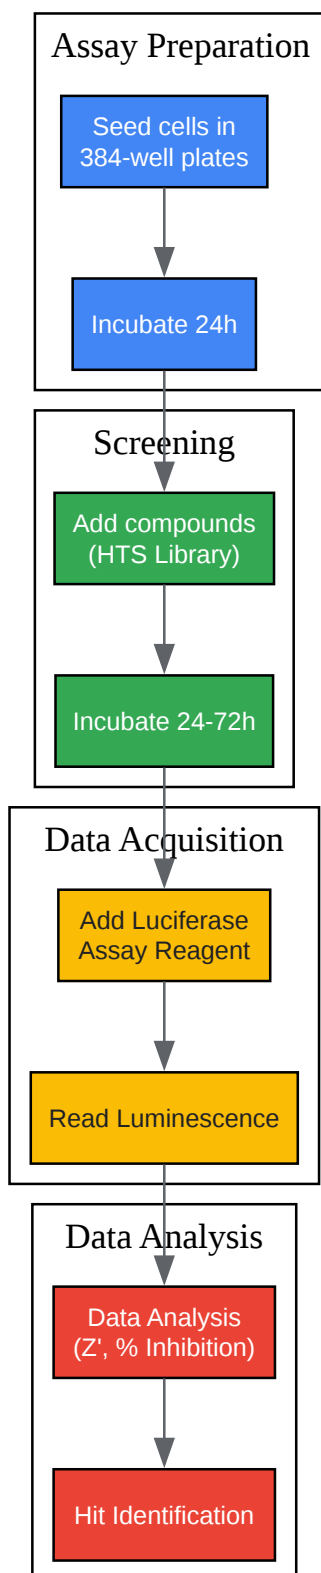 Assay Preparation
Seed cells in
384-well plates
Incubate 24h
Screening
Add compounds
(HTS Library)
Incubate 24-72h
Data Acquisition
Add Luciferase
Assay Reagent
Read Luminescence
Data Analysis
Data Analysis
(Z', % Inhibition)
Hit Identification